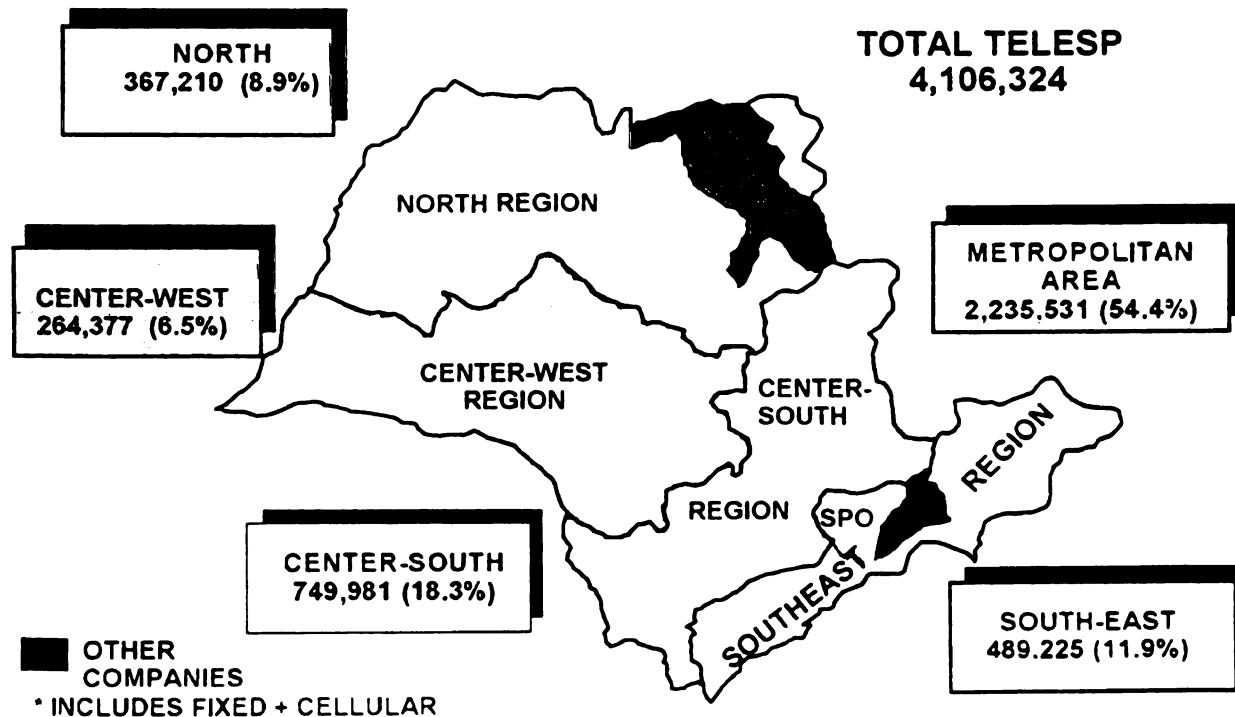 NORTH
367,210 (8.9%)
TOTAL TELESP
4,106,324
NORTH REGION
CENTER-WEST
264,377 (6.5%)
METROPOLITAN
AREA
2,235,531 (54.4%)
CENTER-WEST
REGION
CENTER-
SOUTH
REGION
REGION
SPO
SOUTHEAST
CENTER-SOUTH
749,981 (18.3%)
SOUTH-EAST
489.225 (11.9%)
OTHER
COMPANIES
* INCLUDES FIXED + CELLULAR